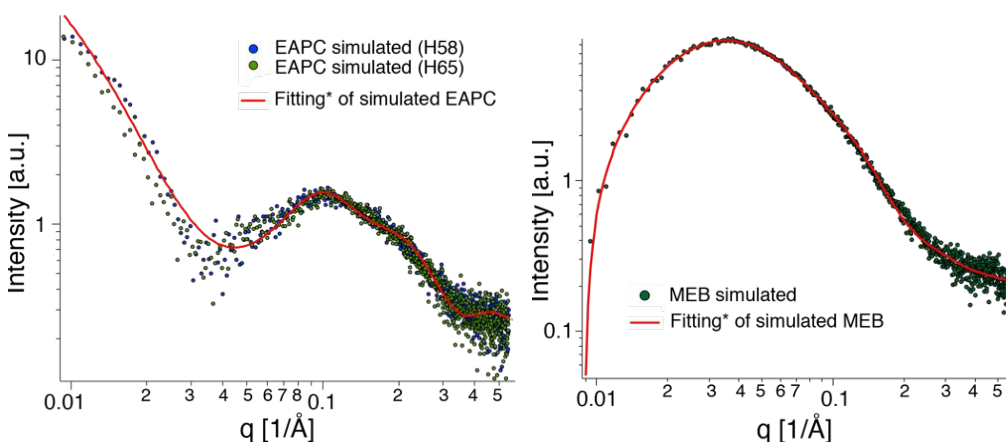 10
1
Intensity [a.u.]
EAPC simulated (H58)
EAPC simulated (H65)
Fitting* of simulated EAPC
0.01 2 3 4 5 6 7 8 0.1 2 3 4 5
q [1/Å]
1
0.1
Intensity [a.u.]
MEB simulated
Fitting* of simulated MEB
0.01 2 3 4 5 6 7 0.1 2 3 4 5
q [1/Å]